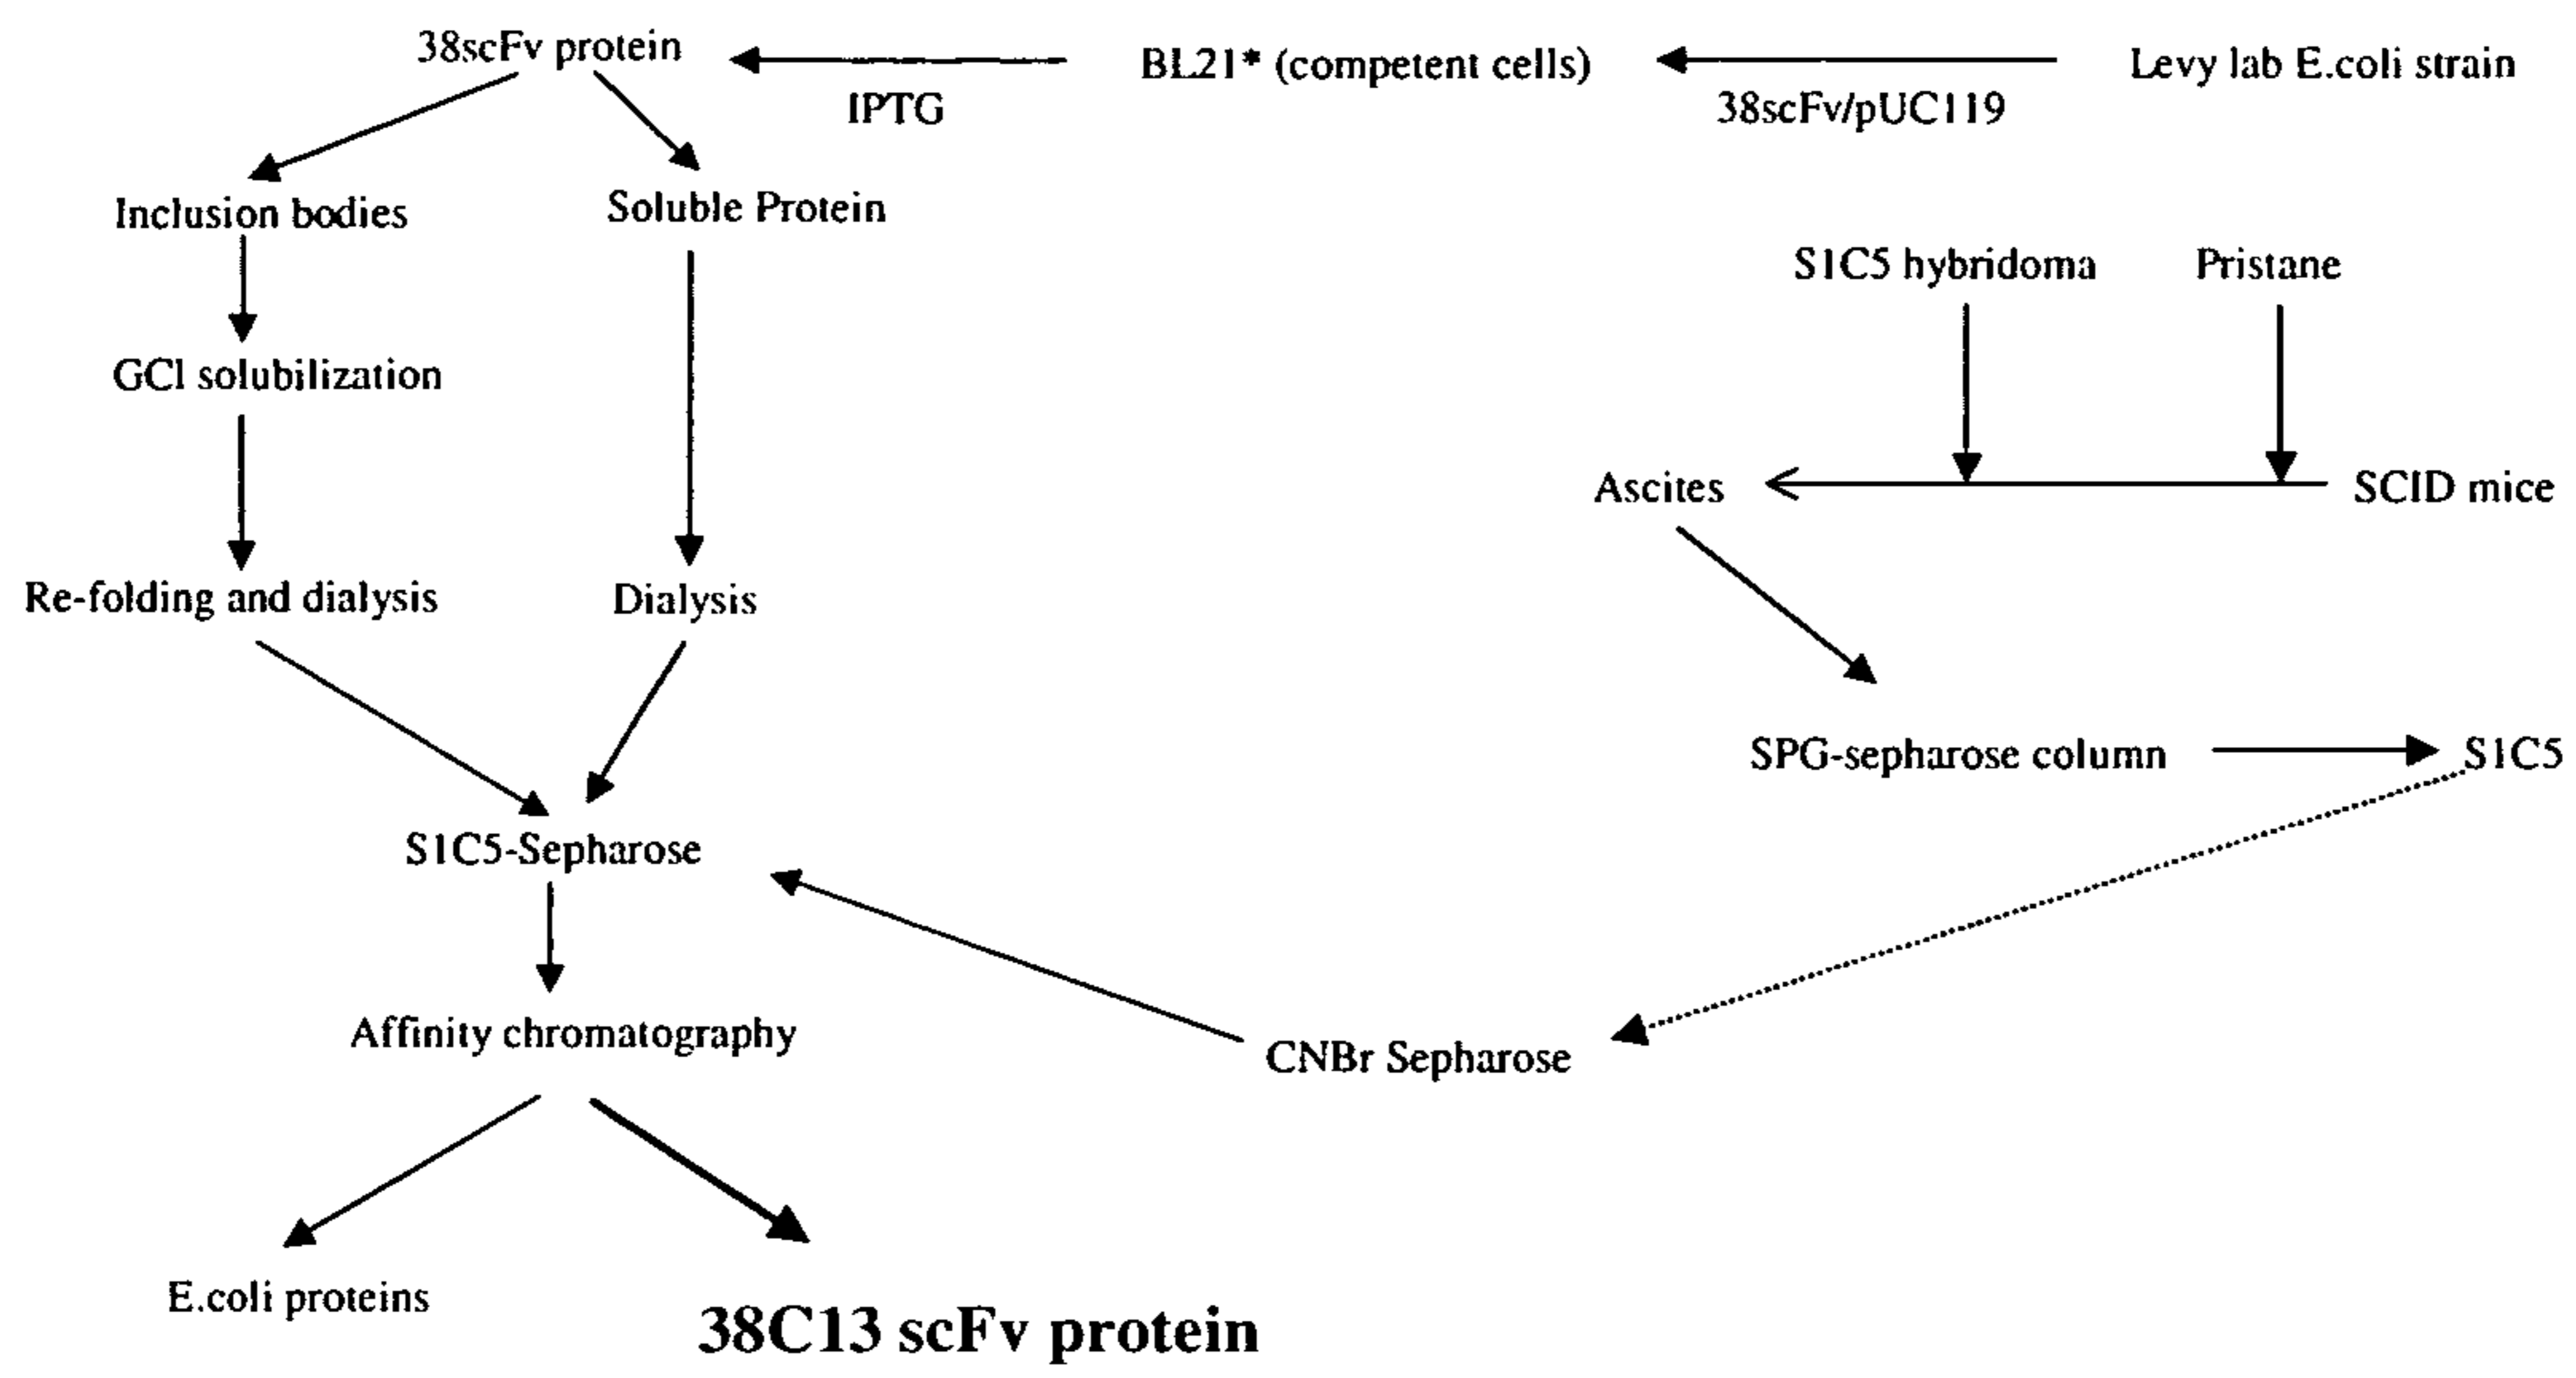 38scFv protein
BL21* (competent cells)
Levy lab E.coli strain
IPTG
38scFv/pUC119
Inclusion bodies
Soluble Protein
S1C5 hybridoma
Pristane
GCl solubilization
Ascites
SCID mice
Re-folding and dialysis
Dialysis
SPG-sepharose column
S1C5
S1C5-Sepharose
Affinity chromatography
CNBr Sepharose
E.coli proteins
38C13 scFv protein